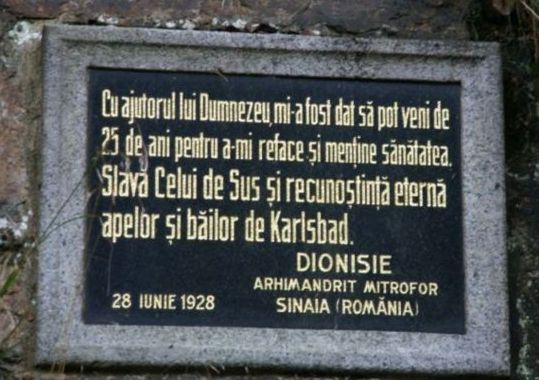 Cu ajutorul lui Dumnezeu, mi-a fost dat să pot veni de
25 de ani pentru a-mi reface și menține sănătatea.
Slavă Celui de Sus și recunoștință eternă
apelor și băilor de Karlsbad.
DIONISIE
ARHIMANDRIT MITROFOR
28 IUNIE 1928 SINAIA (ROMÂNIA)